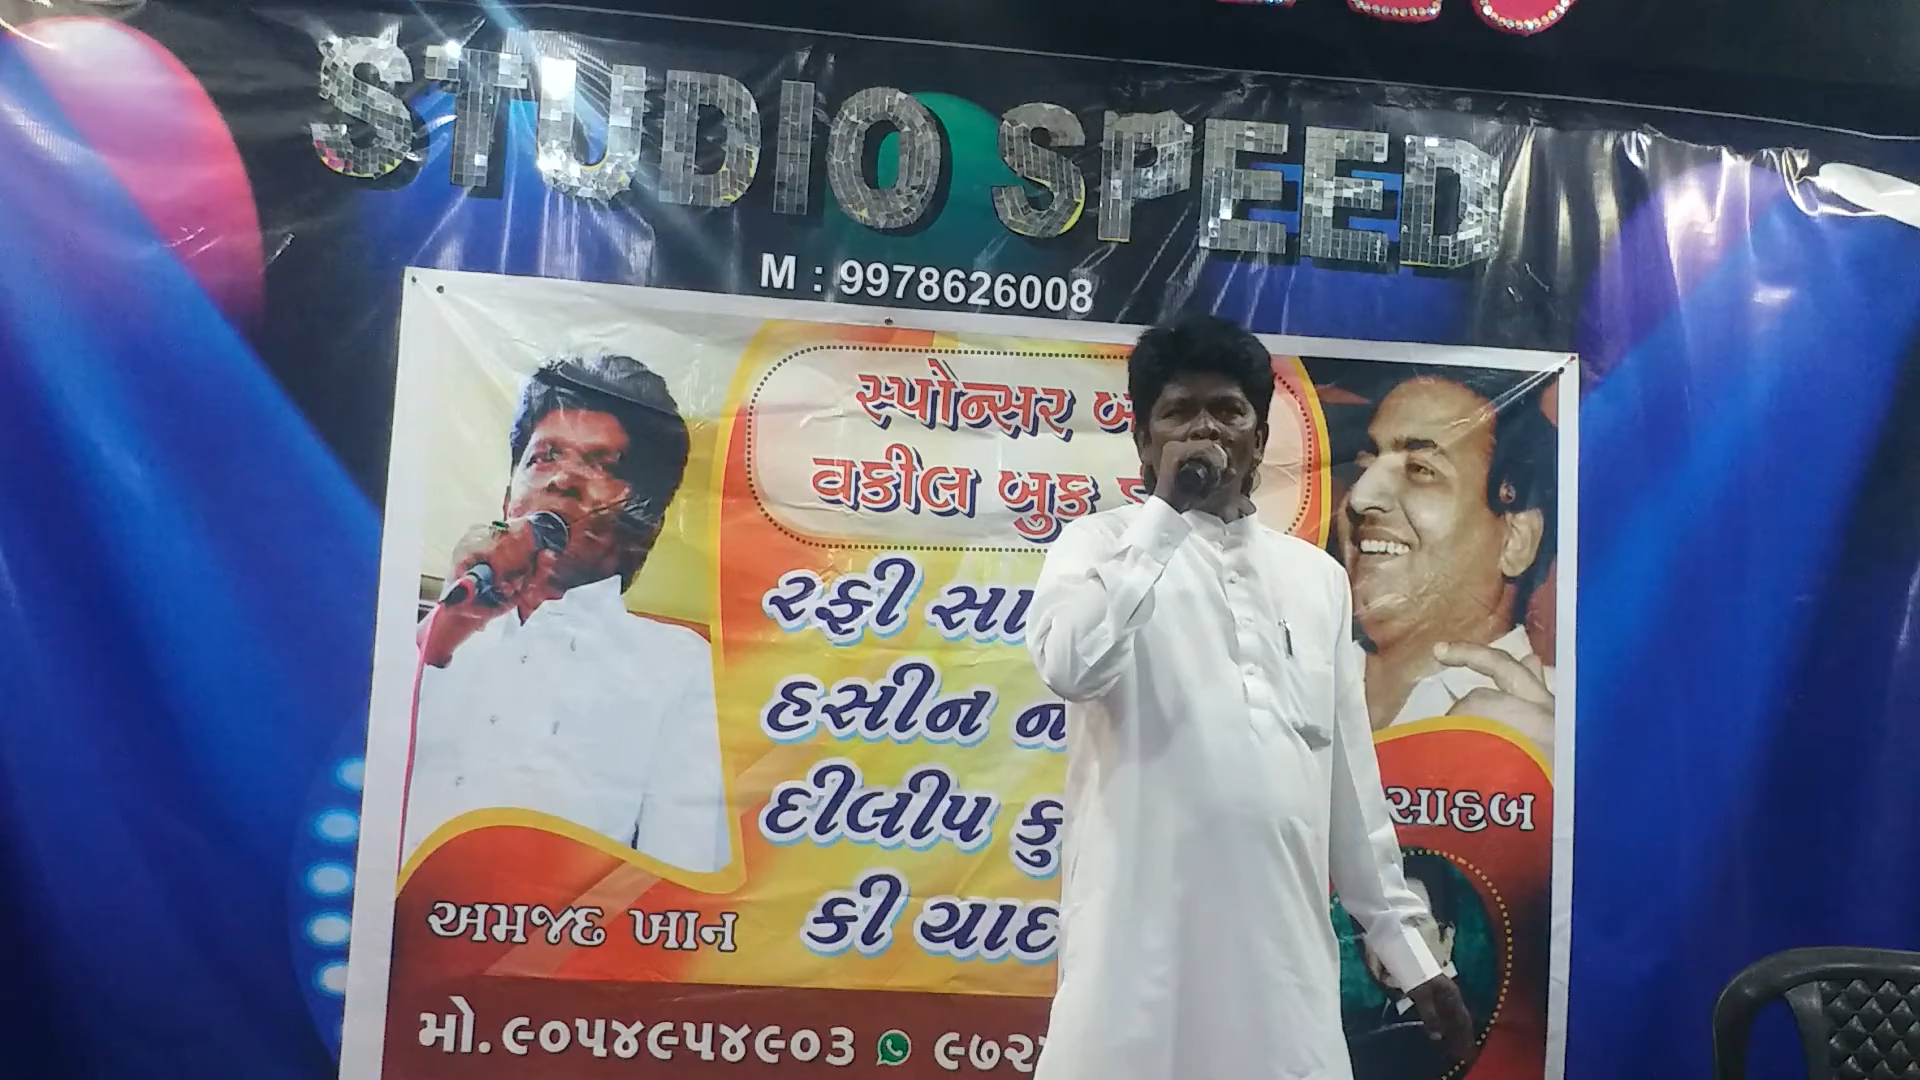 STUDIO SPEED
M : 9978626008
સ્પોન્સર
વકીલ બુક
રફી
હસીન
દીલીપ
કી યાદ
સાહબ
અમજદ ખાન
મો. ૯૦૫૪૯૫૪૯૦૩